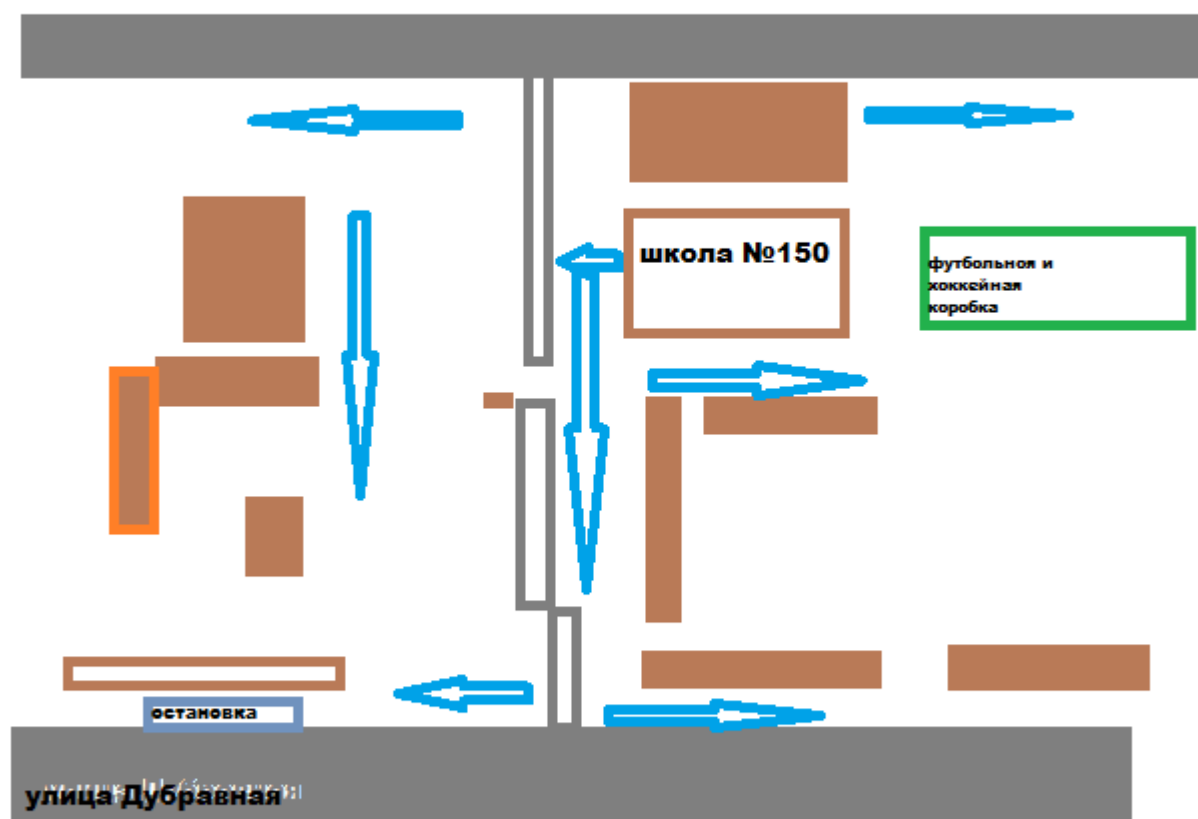 школа №150
футбольноя и
хоккейная
коробка
остановка
улица Дубравная